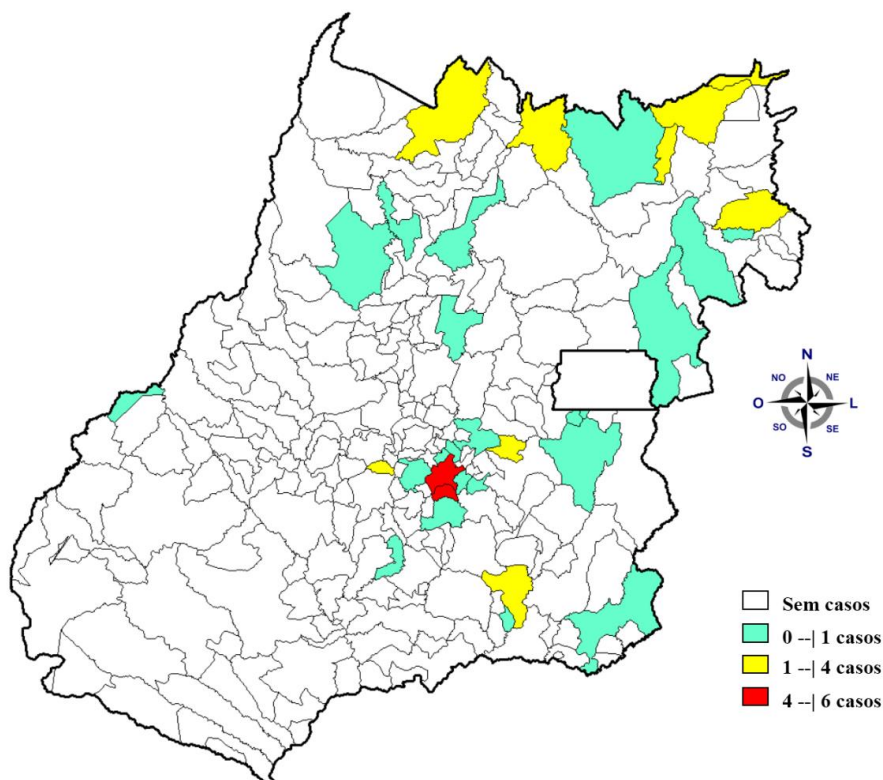 N
NO
NE
O
L
SO
SE
S
Sem casos
0 --| 1 casos
1 --| 4 casos
4 --| 6 casos